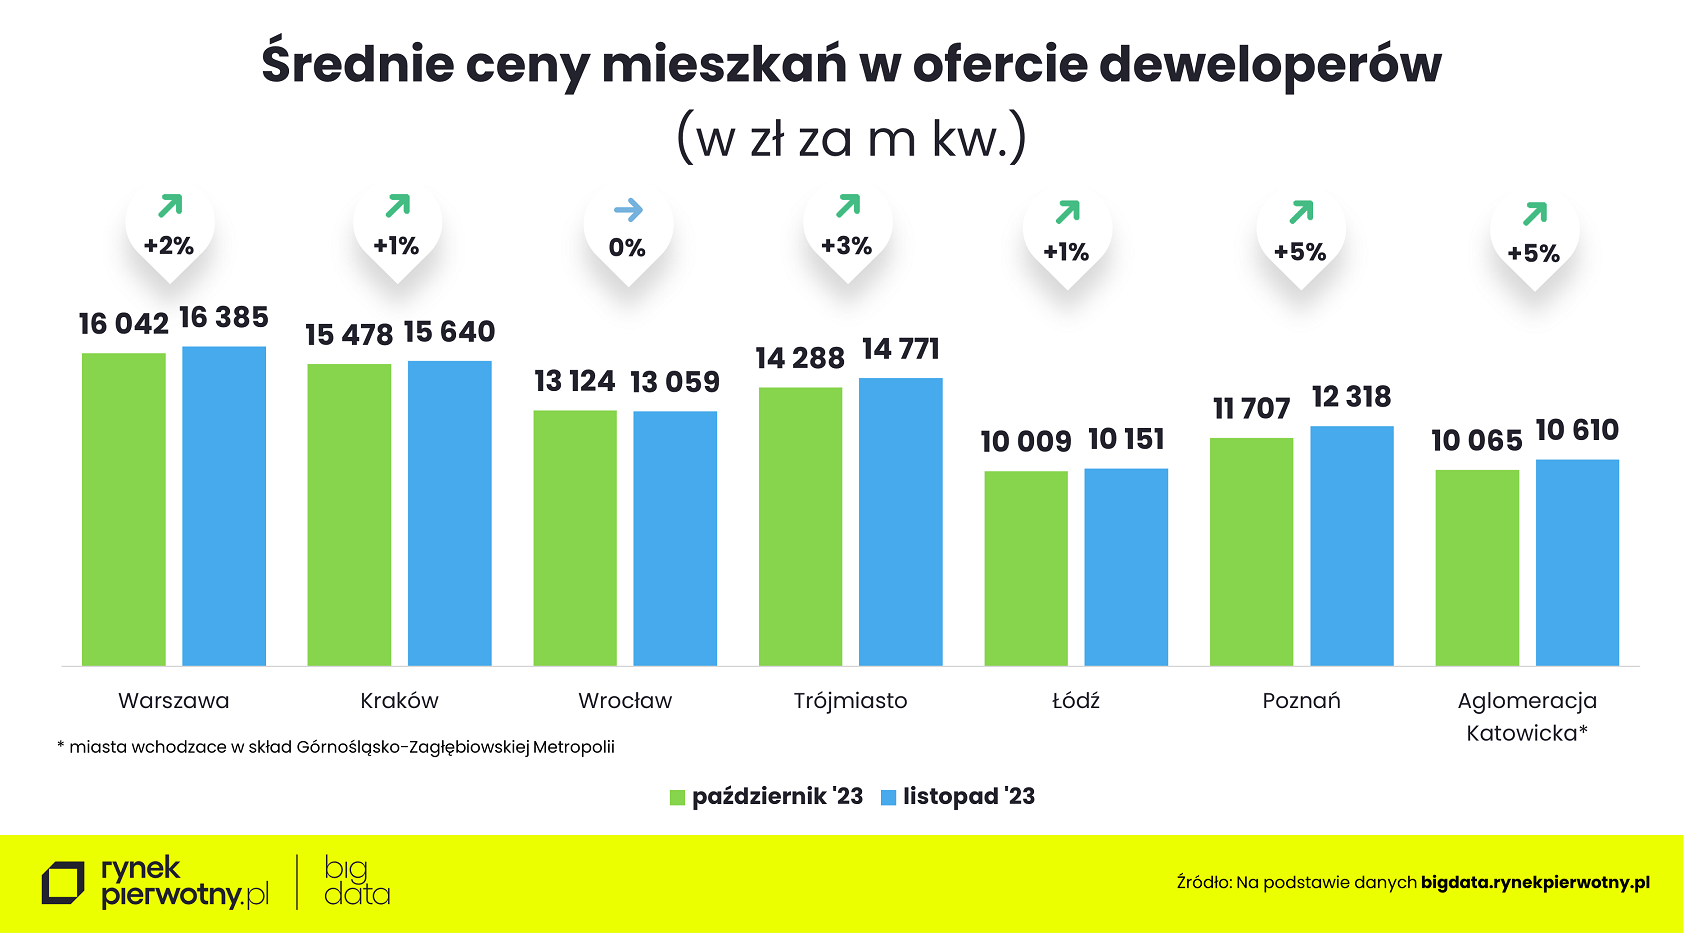 Średnie ceny mieszkań w ofercie deweloperów
(w zł za m kw.)
+2% +1% 0% +3% +1% +5% +5%
16 042 16 385 15 478 15 640 13 124 13 059 14 288 14 771 10 009 10 151 11 707 12 318 10 065 10 610
Warszawa Kraków Wrocław Trójmiasto Łódź Poznań Aglomeracja
Katowicka*
* miasta wchodzace w skład Górnośląsko-Zagłębiowskiej Metropolii
październik '23 listopad '23
rynek
pierwotny.pl
big
data
Źródło: Na podstawie danych bigdata.rynekpierwotny.pl